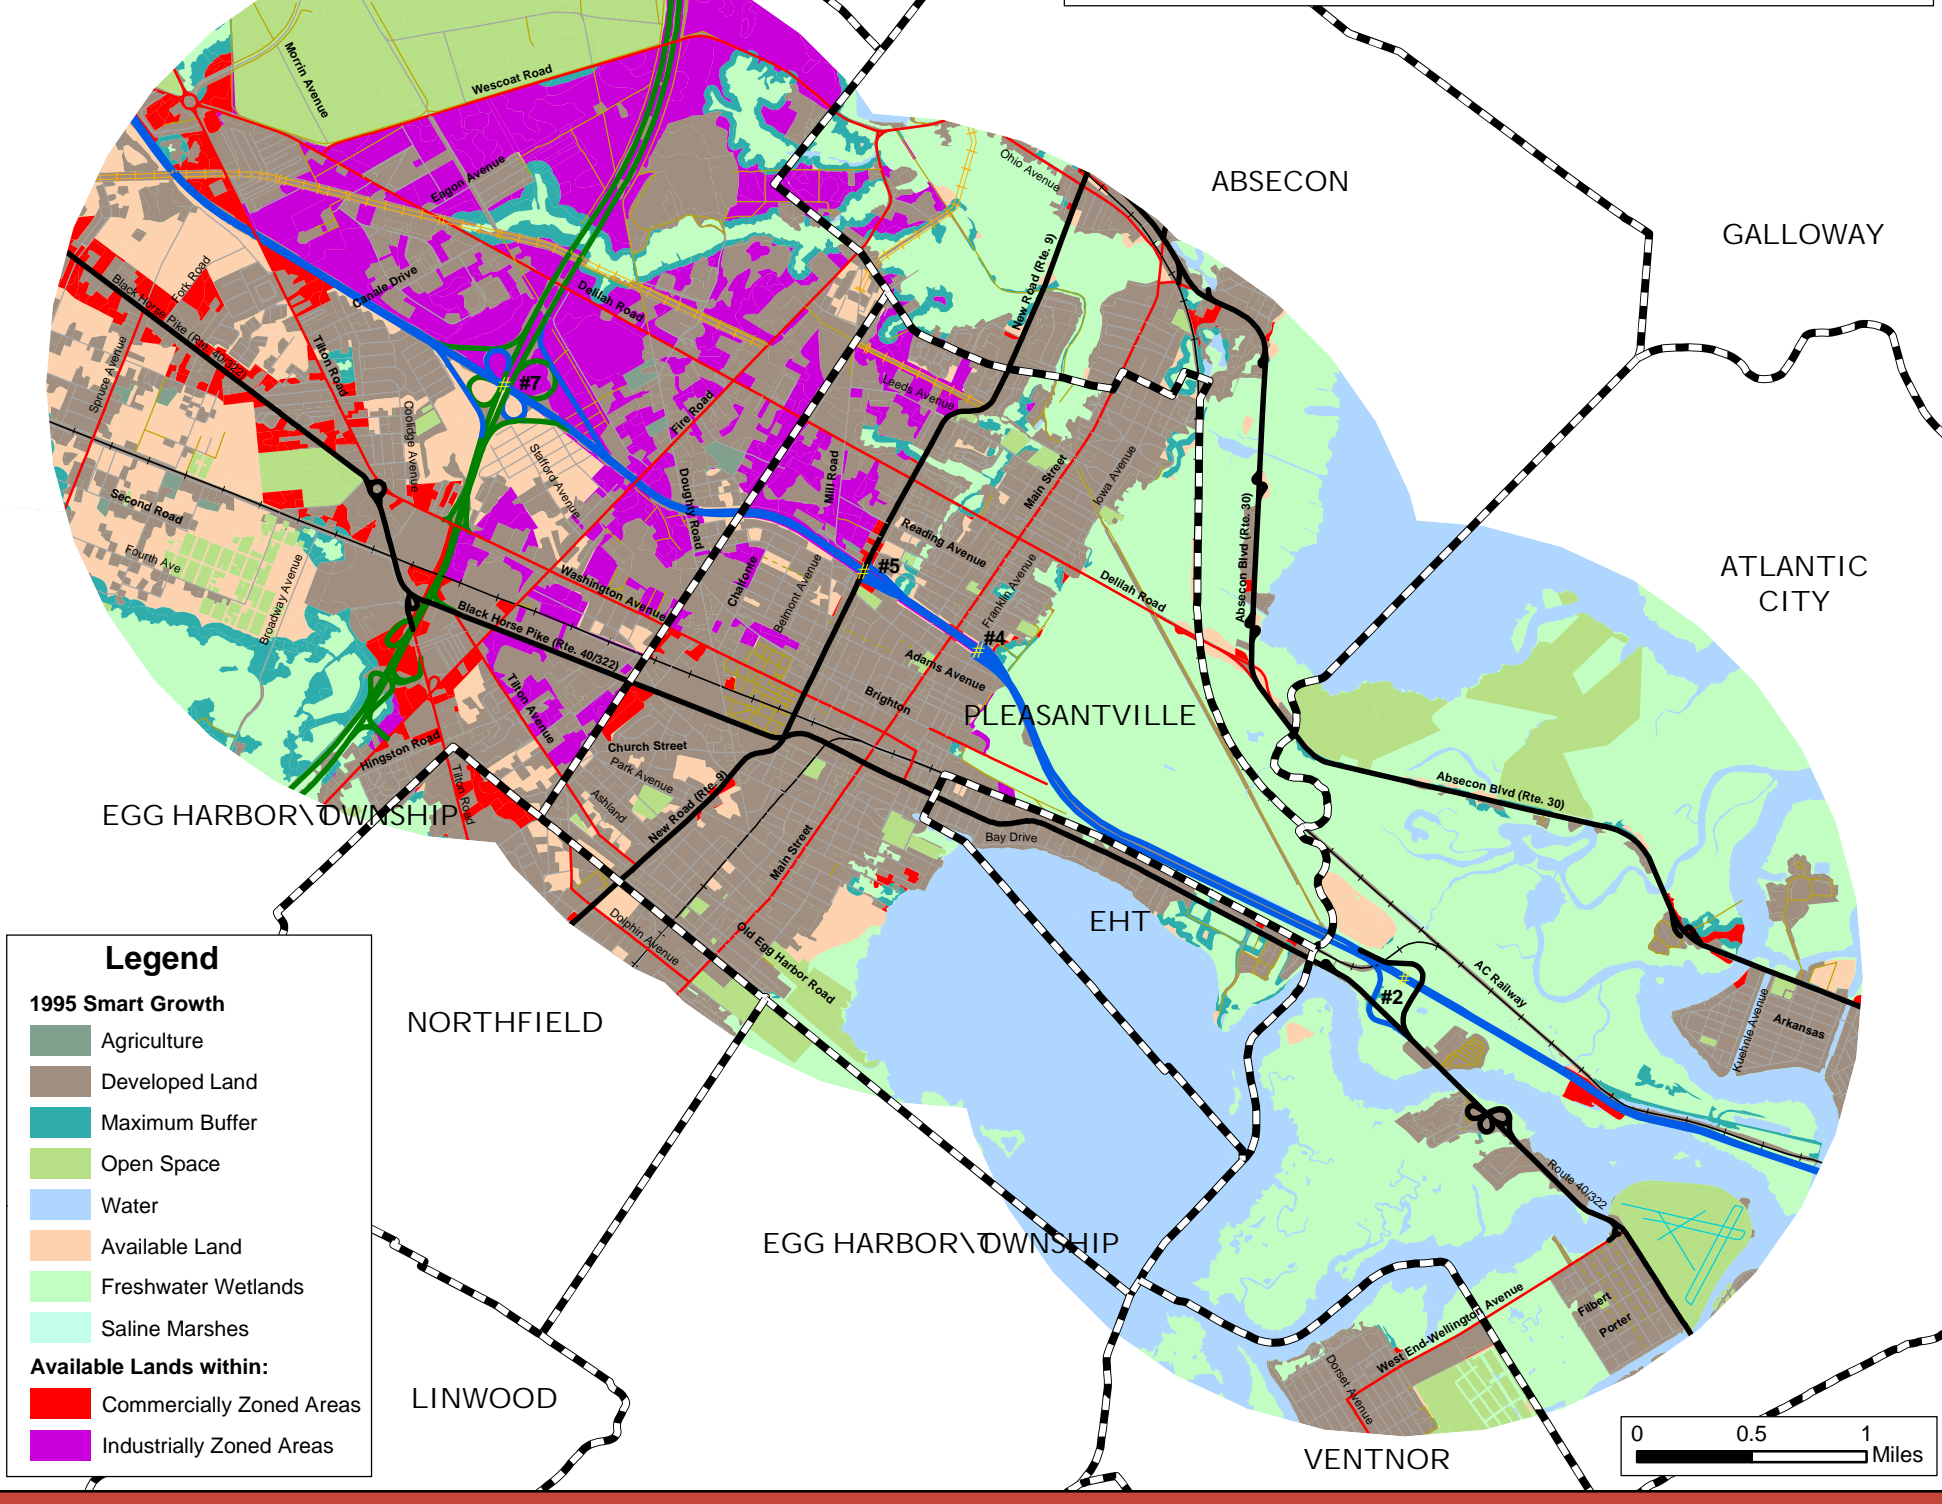 Morrin Avenue
Wescoat Road
Eagon Avenue
Ohio Avenue
ABSECON
GALLOWAY
New Road (Rte. 9)
Fork Road
Canale Drive
Delilah Road
Black Horse Pike (Rte. 40/322)
Tilton Road
Spruce Avenue
#7
Leeds Avenue
Fire Road
Coolidge Avenue
Stafford Avenue
Doughty Road
Mill Road
Main Street
Iowa Avenue
Second Road
Fourth Ave
Broadway Avenue
Reading Avenue
Absecon Blvd (Rte. 30)
#5
ATLANTIC
CITY
Washington Avenue
Chalfonte
Belmont Avenue
Franklin Avenue
Delilah Road
Black Horse Pike (Rte. 40/322)
#4
Adams Avenue
Brighton
PLEASANTVILLE
Tilton Avenue
Hingston Road
Church Street
Park Avenue
Ashland
New Road (Rte. 9)
Tilton Road
Absecon Blvd (Rte. 30)
EGG HARBOR\TOWNSHIP
Bay Drive
Main Street
EHT
Dolphin Avenue
Old Egg Harbor Road
AC Railway
#2
Kuehnle Avenue
Arkansas
NORTHFIELD
Route 40/322
EGG HARBOR\TOWNSHIP
West End-Wellington Avenue
Filbert
Porter
Dorset Avenue
LINWOOD
VENTNOR
Legend
1995 Smart Growth
Agriculture
Developed Land
Maximum Buffer
Open Space
Water
Available Land
Freshwater Wetlands
Saline Marshes
Available Lands within:
Commercially Zoned Areas
Industrially Zoned Areas
0 0.5 1
Miles